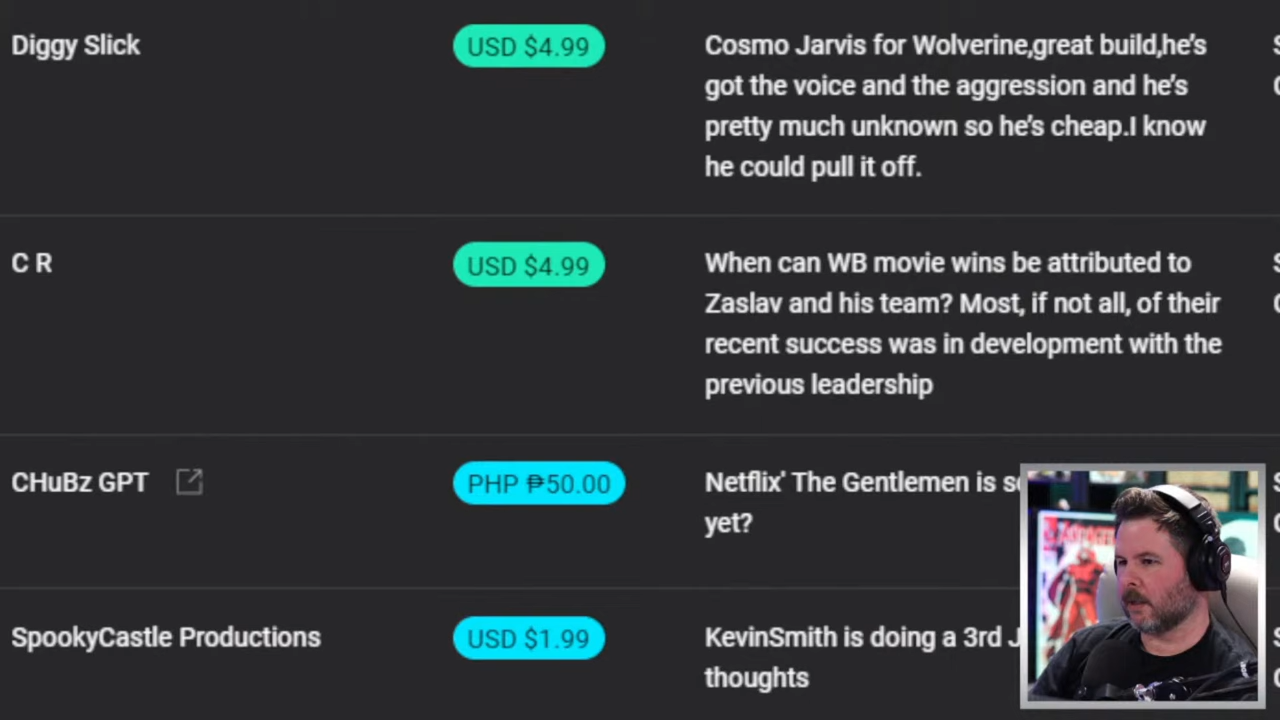 Diggy Slick
USD $4.99
Cosmo Jarvis for Wolverine,great build,he's
got the voice and the aggression and he's
pretty much unknown so he's cheap.I know
he could pull it off.
C R
USD $4.99
When can WB movie wins be attributed to
Zaslav and his team? Most, if not all, of their
recent success was in development with the
previous leadership
CHuBz GPT
PHP ₱50.00
Netflix' The Gentlemen is
yet?
SpookyCastle Productions
USD $1.99
KevinSmith is doing a 3rd
thoughts